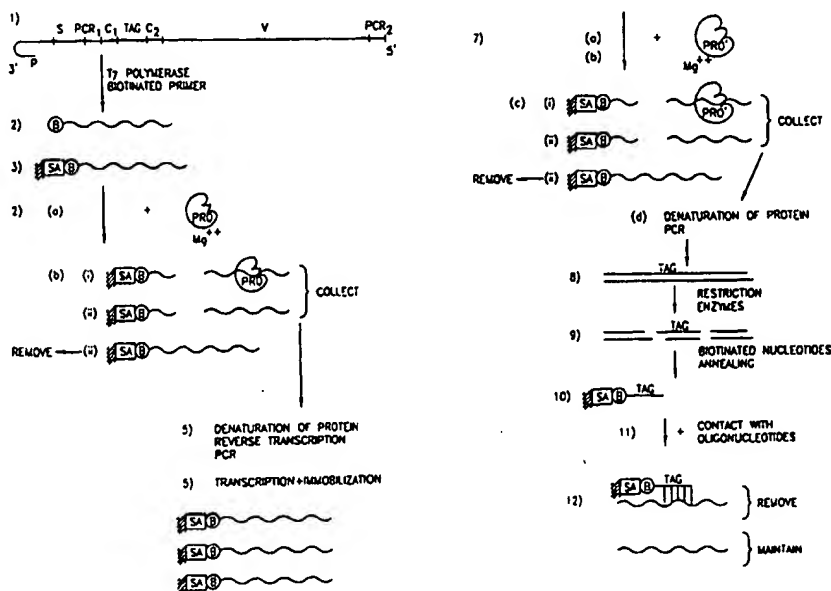 1)
S PCR1 C1 TAG C2 V PCR2
3' P 5'
T7 POLYMERASE
BIOTINATED PRIMER
2) B
3) SA B
2) (a) + PRO
Mg++
(b) (i) SA B PRO
(ii) SA B
COLLECT
REMOVE (ii) SA B
5) DENATURATION OF PROTEIN
REVERSE TRANSCRIPTION
PCR
5) TRANSCRIPTION+IMMOBILIZATION
SA B
SA B
SA B
7) (a) + PRO'
(b) Mg++
(c) (i) SA B PRO'
(ii) SA B
COLLECT
REMOVE (ii) SA B
(d) DENATURATION OF PROTEIN
PCR
8) TAG
RESTRICTION
ENZYMES
9) TAG
BIOTINATED NUCLEOTIDES
ANNEALING
10) SA B TAG
11) + CONTACT WITH
OLIGONUCLEOTIDES
12) SA B TAG
REMOVE
MAINTAIN